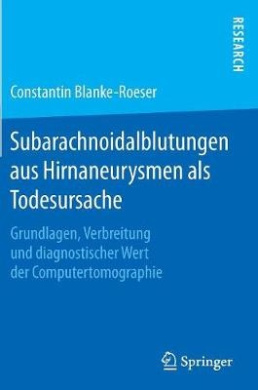 RESEARCH
Constantin Blanke-Roeser
Subarachnoidalblutungen
aus Hirnaneurysmen als
Todesursache
Grundlagen, Verbreitung
und diagnostischer Wert
der Computertomographie
Springer